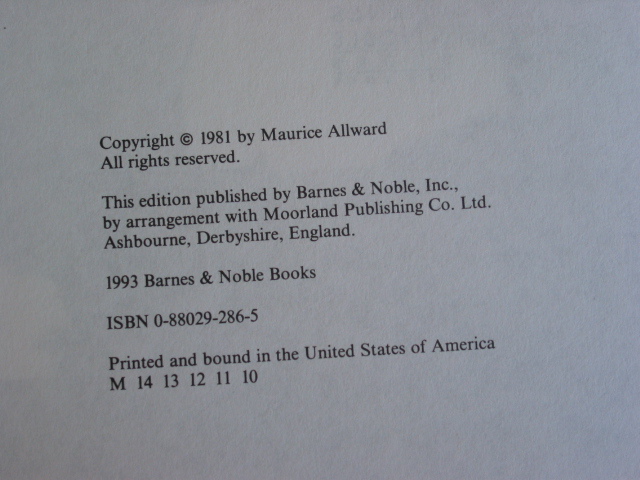 Copyright © 1981 by Maurice Allward
All rights reserved.
This edition published by Barnes & Noble, Inc.,
by arrangement with Moorland Publishing Co. Ltd.
Ashbourne, Derbyshire, England.
1993 Barnes & Noble Books
ISBN 0-88029-286-5
Printed and bound in the United States of America
M 14 13 12 11 10